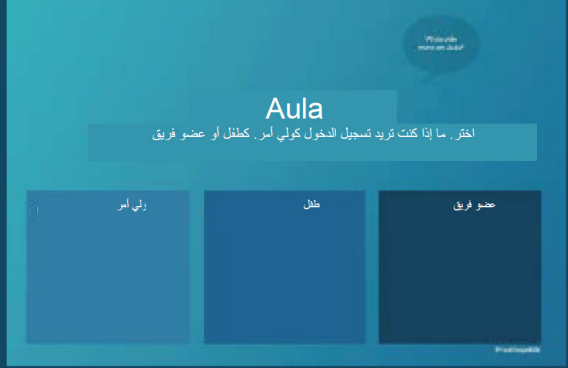 Aula
اختر. ما إذا كنت تريد تسجيل الدخول كولي أمر. كطفل أو عضو فريق
ولي أمر
طفل
عضو فريق